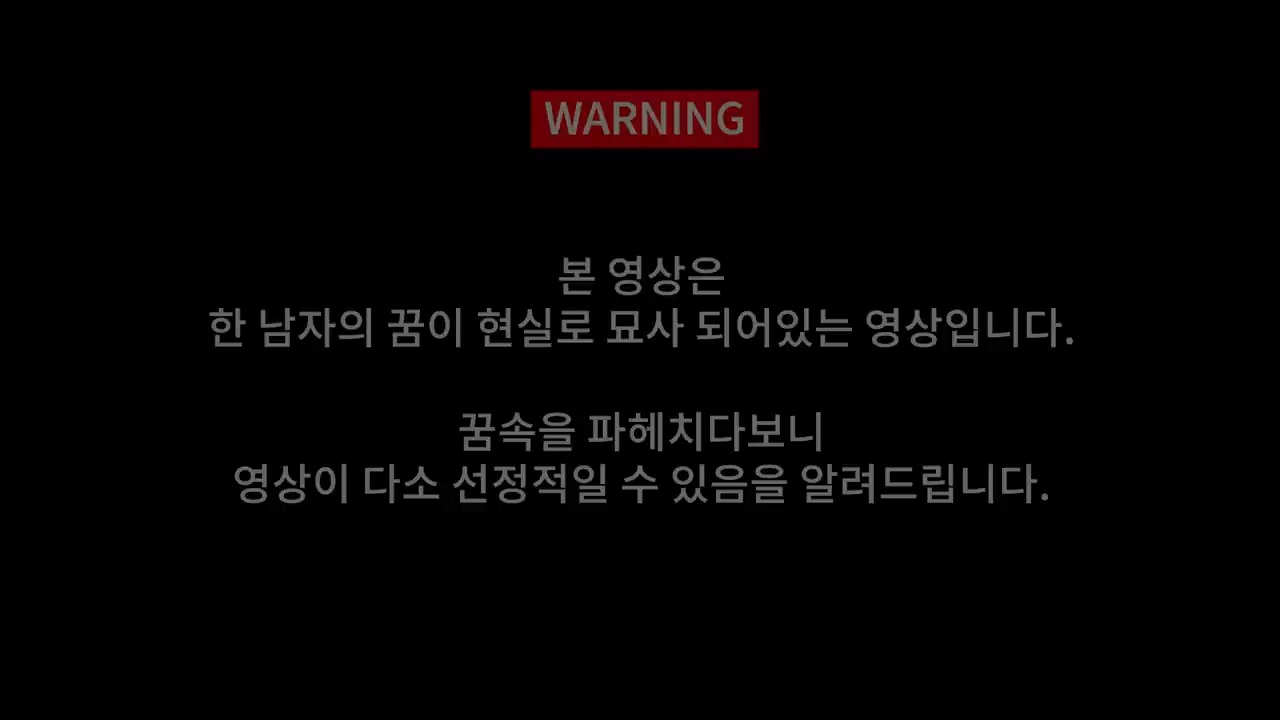 WARNING
본 영상은
한 남자의 꿈이 현실로 묘사 되어있는 영상입니다.
꿈속을 파헤치다보니
영상이 다소 선정적일 수 있음을 알려드립니다.